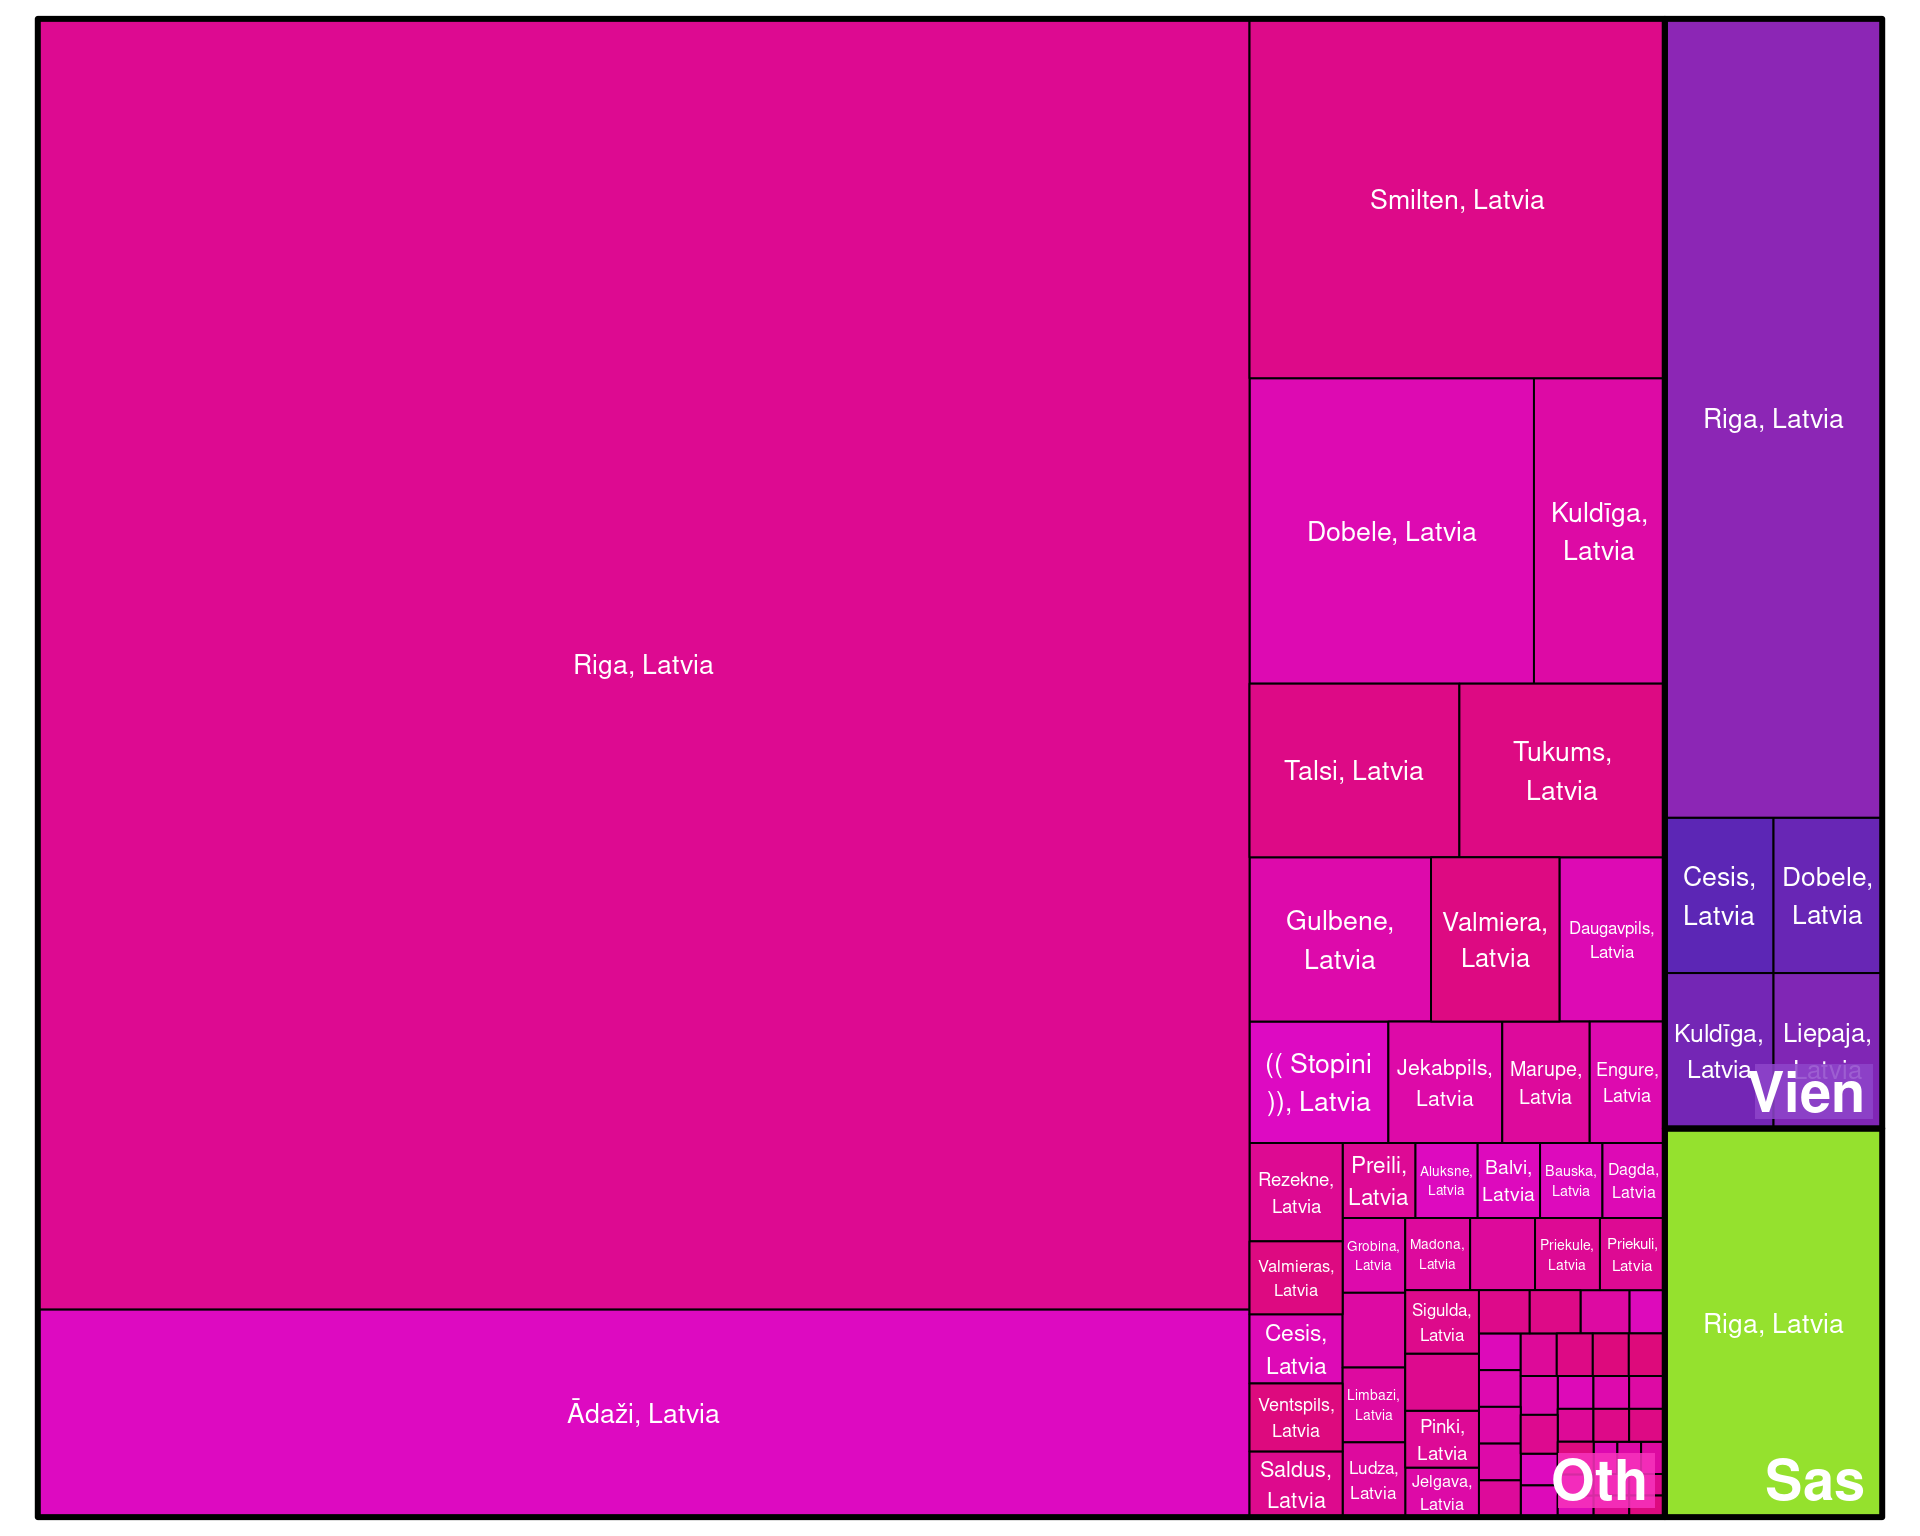 Riga, Latvia
Ādaži, Latvia
Smilten, Latvia
Dobele, Latvia
Kuldīga,
Latvia
Talsi, Latvia
Tukums,
Latvia
Gulbene,
Latvia
Valmiera,
Latvia
Daugavpils,
Latvia
(( Stopini
)), Latvia
Jekabpils,
Latvia
Marupe,
Latvia
Engure,
Latvia
Rezekne,
Latvia
Valmieras,
Latvia
Cesis,
Latvia
Ventspils,
Latvia
Saldus,
Latvia
Preili,
Latvia
Aluksne,
Latvia
Balvi,
Latvia
Bauska,
Latvia
Dagda,
Latvia
Grobina,
Latvia
Madona,
Latvia
Priekule,
Latvia
Priekuli,
Latvia
Limbazi,
Latvia
Ludza,
Latvia
Sigulda,
Latvia
Pinki,
Latvia
Jelgava,
Latvia
Oth
Riga, Latvia
Cesis,
Latvia
Dobele,
Latvia
Kuldīga,
Latvia
Liepaja,
Latvia
Vien
Riga, Latvia
Sas